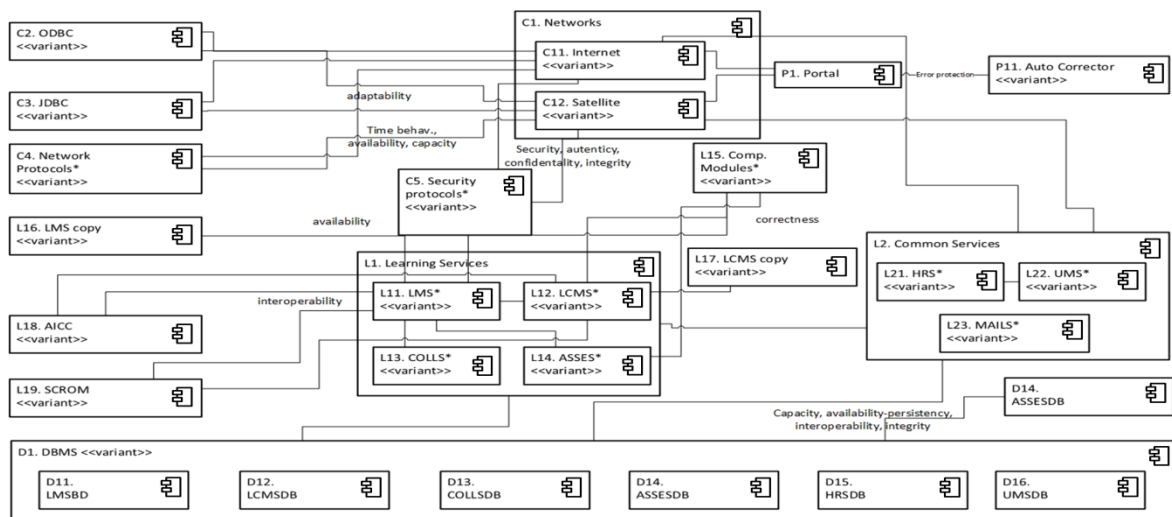 C1. Networks
C2. ODBC
<<variant>>
C11. Internet
<<variant>>
P1. Portal
Error protection
P11. Auto Corrector
<<variant>>
C3. JDBC
<<variant>>
adaptability
C12. Satellite
<<variant>>
C4. Network
Protocols*
<<variant>>
Time behav.,
availability, capacity
Security, autenticy,
confidentality, integrity
L15. Comp.
Modules*
<<variant>>
C5. Security
protocols*
<<variant>>
L16. LMS copy
<<variant>>
availability
correctness
L2. Common Services
L1. Learning Services
L17. LCMS copy
<<variant>>
L21. HRS*
<<variant>>
L22. UMS*
<<variant>>
interoperability
L11. LMS*
<<variant>>
L12. LCMS*
<<variant>>
L18. AICC
<<variant>>
L23. MAILS*
<<variant>>
L13. COLLS*
<<variant>>
L14. ASSES*
<<variant>>
L19. SCROM
<<variant>>
D14.
ASSESDB
Capacity, availability-persistency,
interoperability, integrity
D1. DBMS <<variant>>
D11.
LMSBD
D12.
LCMSDB
D13.
COLLSDB
D14.
ASSESDB
D15.
HRSDB
D16.
UMSDB